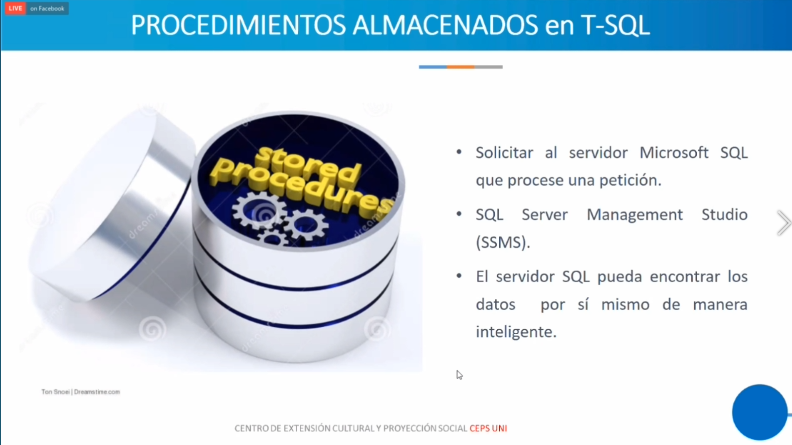 LIVE on Facebook
PROCEDIMIENTOS ALMACENADOS en T-SQL
stored
procedures
• Solicitar al servidor Microsoft SQL
que procese una petición.
• SQL Server Management Studio
(SSMS).
• El servidor SQL pueda encontrar los
datos por sí mismo de manera
inteligente.
Ton Snoei | Dreamstime.com
CENTRO DE EXTENSIÓN CULTURAL Y PROYECCIÓN SOCIAL CEPS UNI